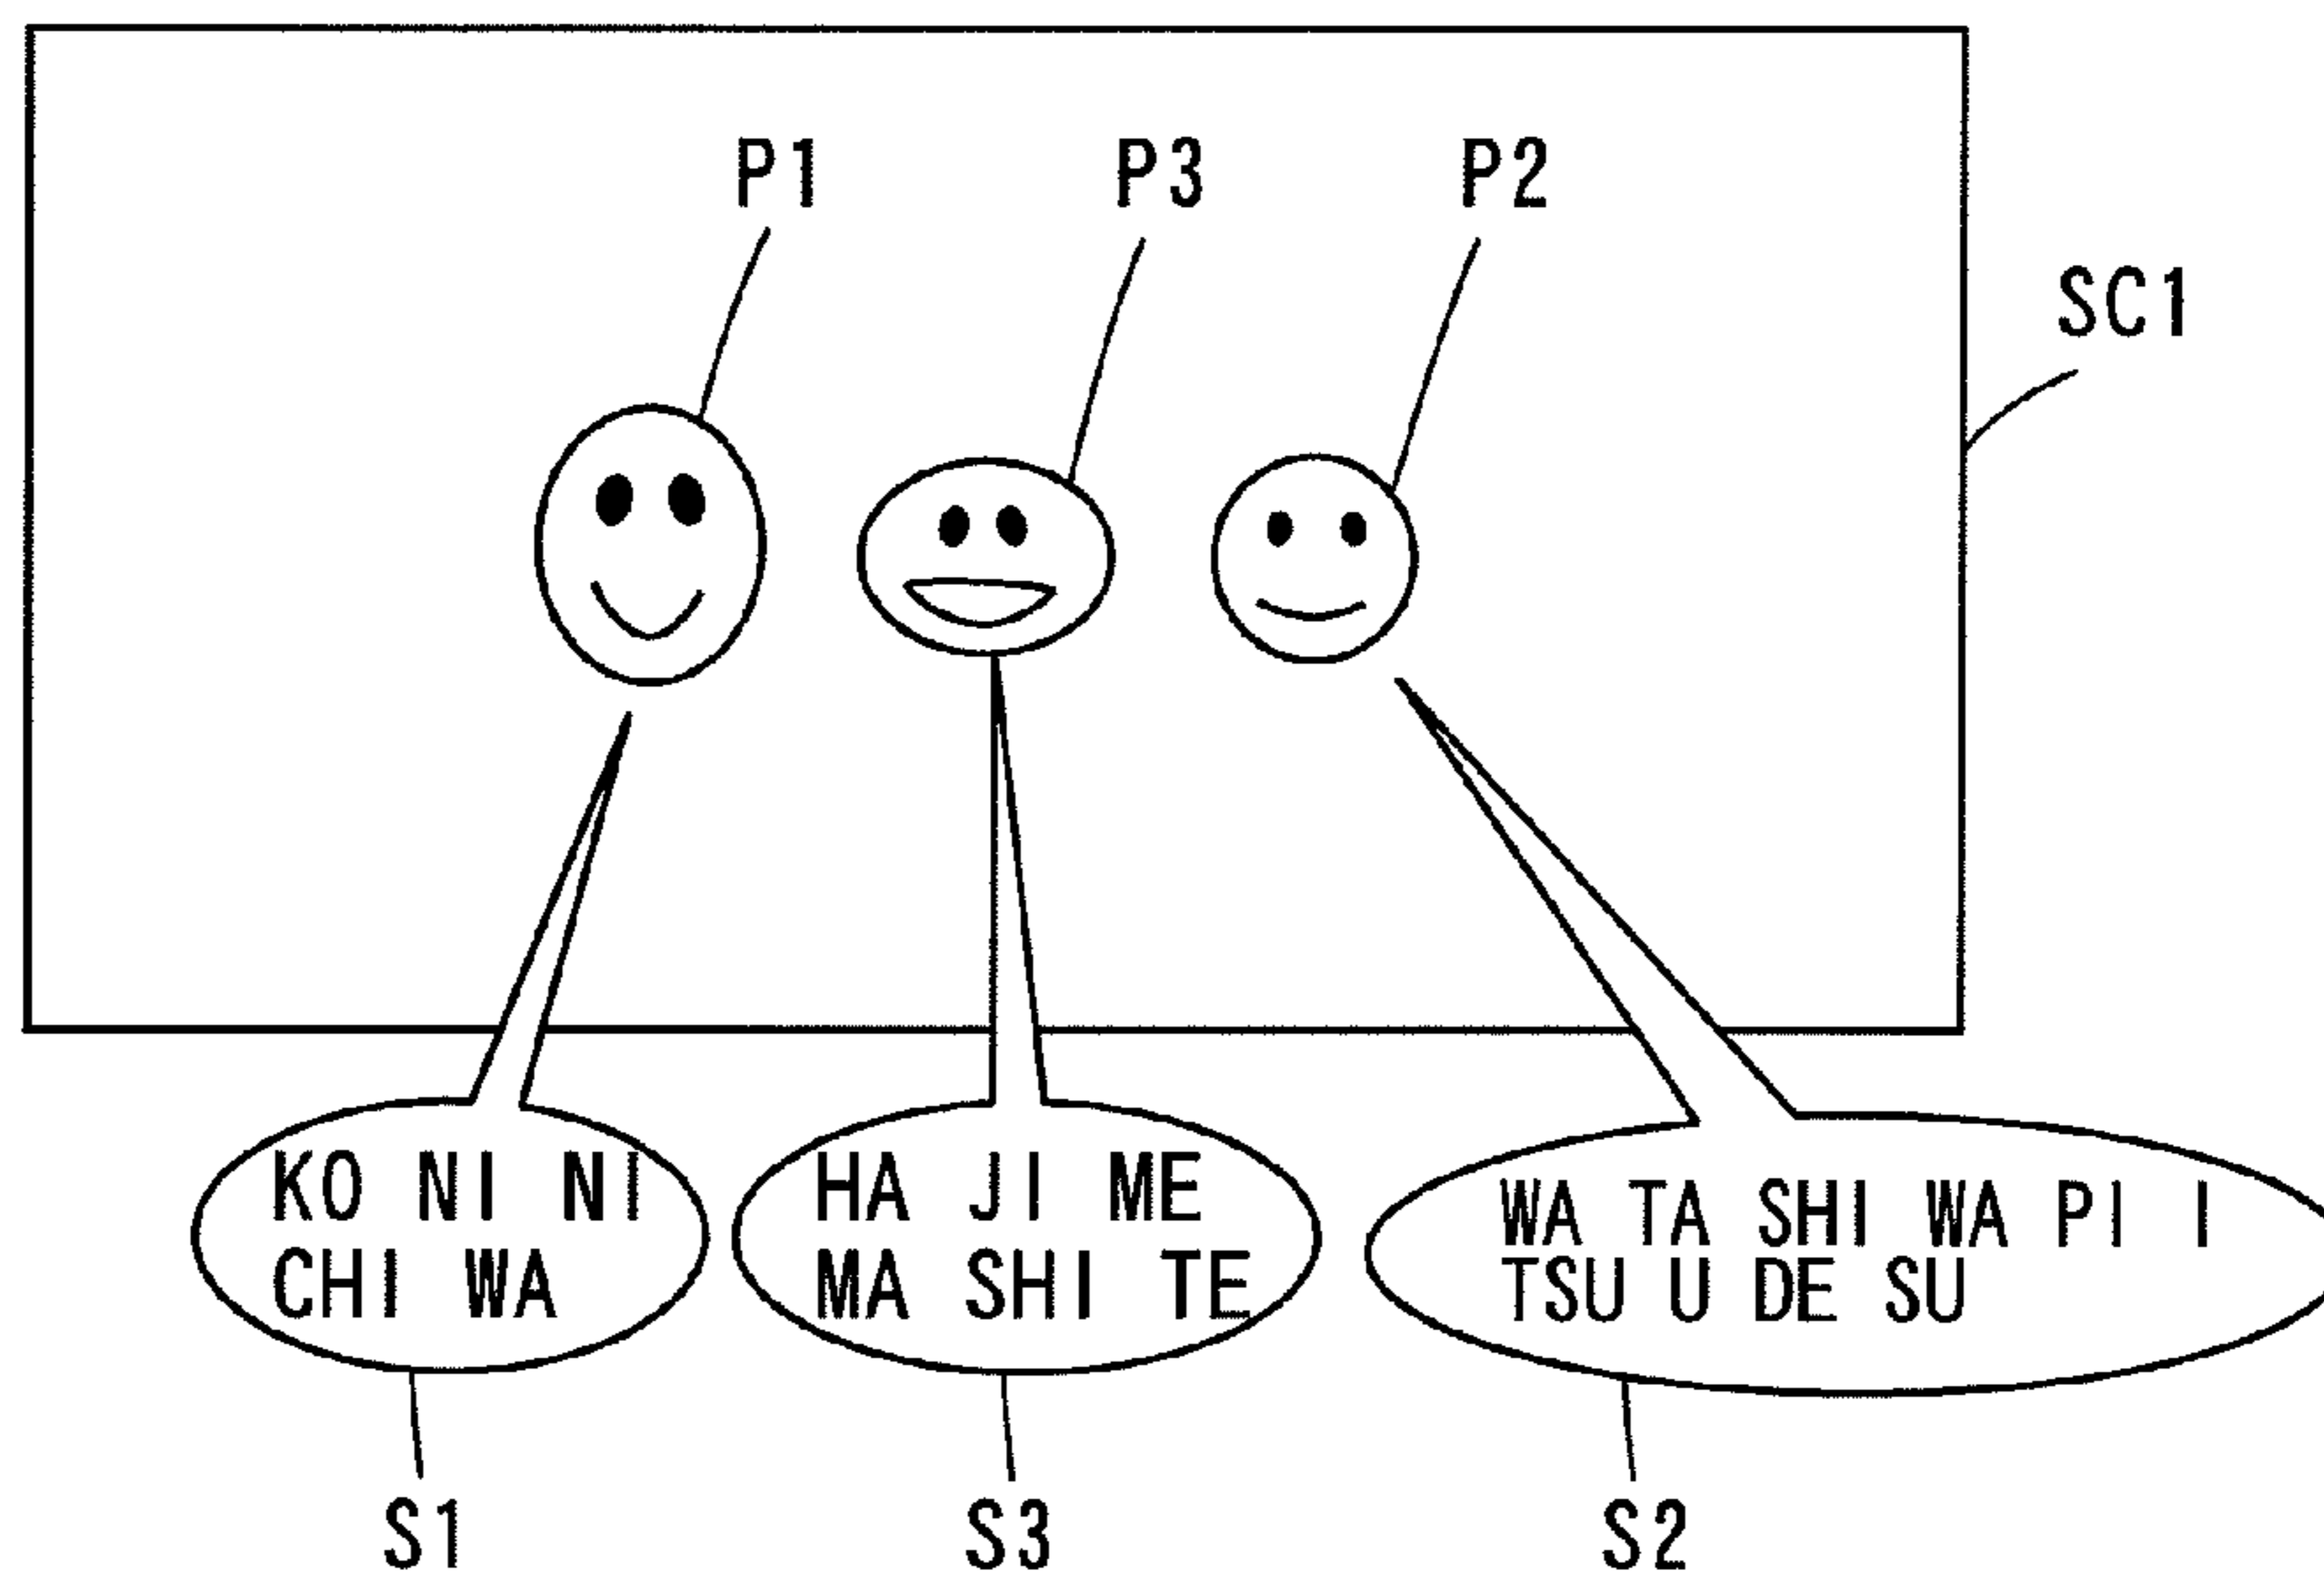 P1 P3 P2
SC1
KO NI NI
CHI WA
HA JI ME
MA SHI TE
WA TA SHI WA PI I
TSU U DE SU
S1 S3 S2